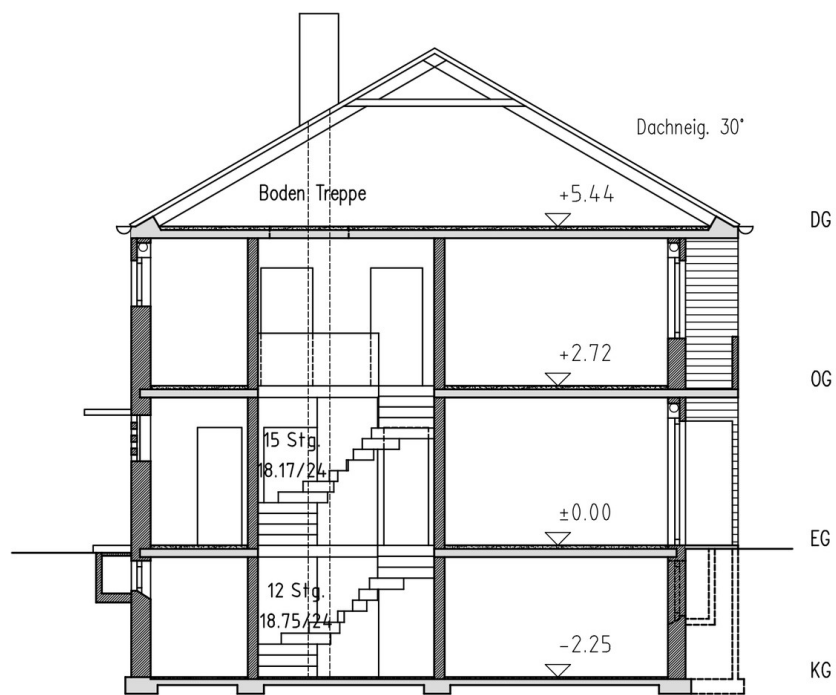 Dachneig. 30°
Boden Treppe
+5.44
DG
+2.72
OG
15 Stg.
18.17/24
±0.00
EG
12 Stg.
18.75/24
-2.25
KG